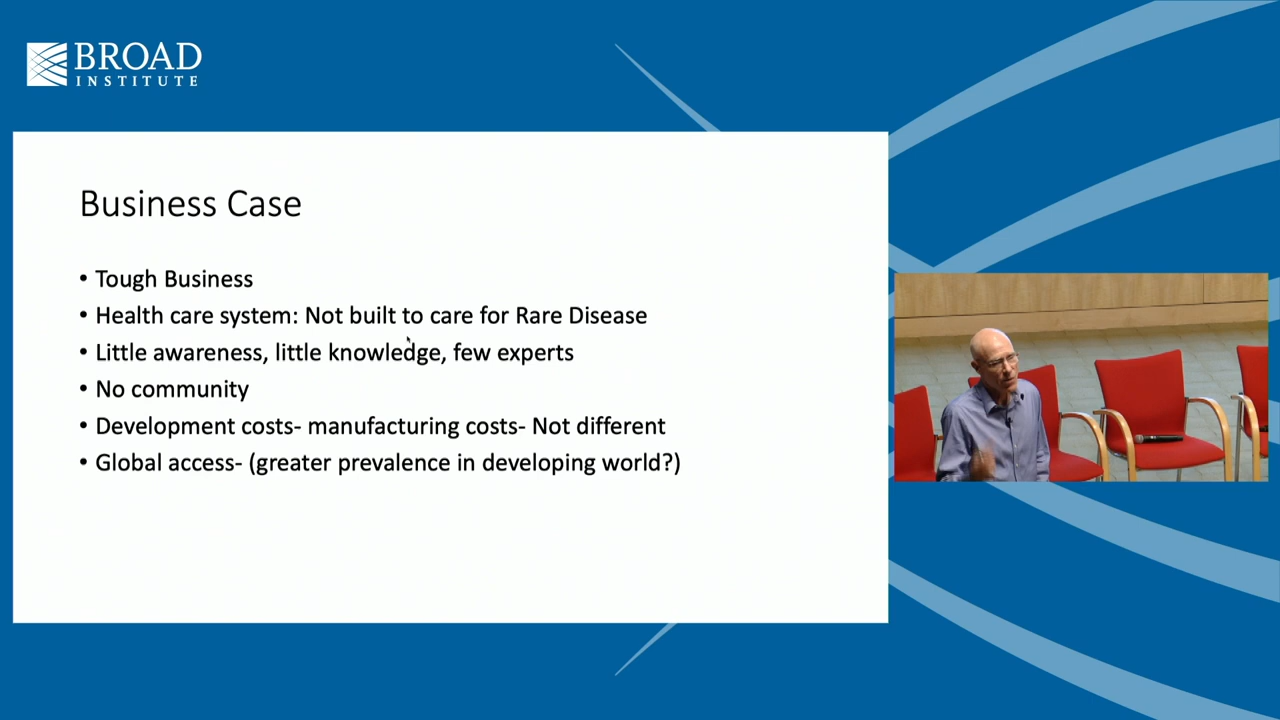 BROAD
INSTITUTE
Business Case
• Tough Business
• Health care system: Not built to care for Rare Disease
• Little awareness, little knowledge, few experts
• No community
• Development costs- manufacturing costs- Not different
• Global access- (greater prevalence in developing world?)